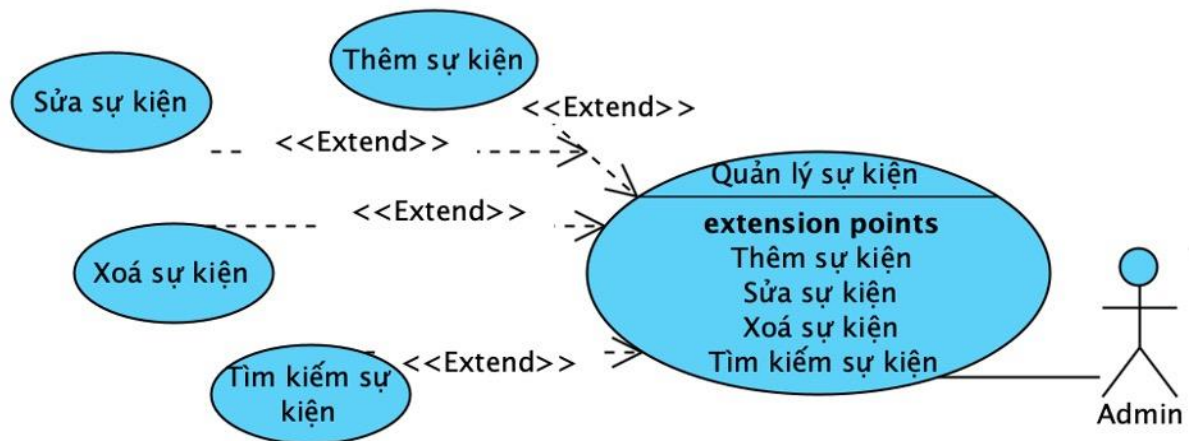 Thêm sự kiện
Sửa sự kiện
<<Extend>>
<<Extend>>
Quản lý sự kiện
<<Extend>>
extension points
Thêm sự kiện
Sửa sự kiện
Xoá sự kiện
Tìm kiếm sự kiện
Xoá sự kiện
<<Extend>>
Tìm kiếm sự
kiện
Admin